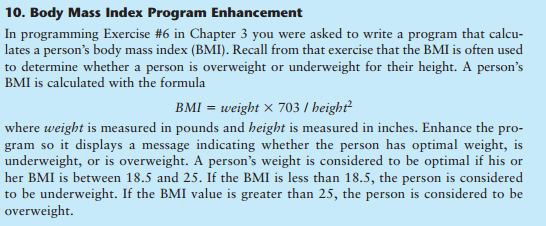 10. Body Mass Index Program Enhancement
In programming Exercise #6 in Chapter 3 you were asked to write a program that calcu-
lates a person's body mass index (BMI). Recall from that exercise that the BMI is often used
to determine whether a person is overweight or underweight for their height. A person's
BMI is calculated with the formula
BMI = weight × 703 / height²
where weight is measured in pounds and height is measured in inches. Enhance the pro-
gram so it displays a message indicating whether the person has optimal weight, is
underweight, or is overweight. A person's weight is considered to be optimal if his or
her BMI is between 18.5 and 25. If the BMI is less than 18.5, the person is considered
to be underweight. If the BMI value is greater than 25, the person is considered to be
overweight.